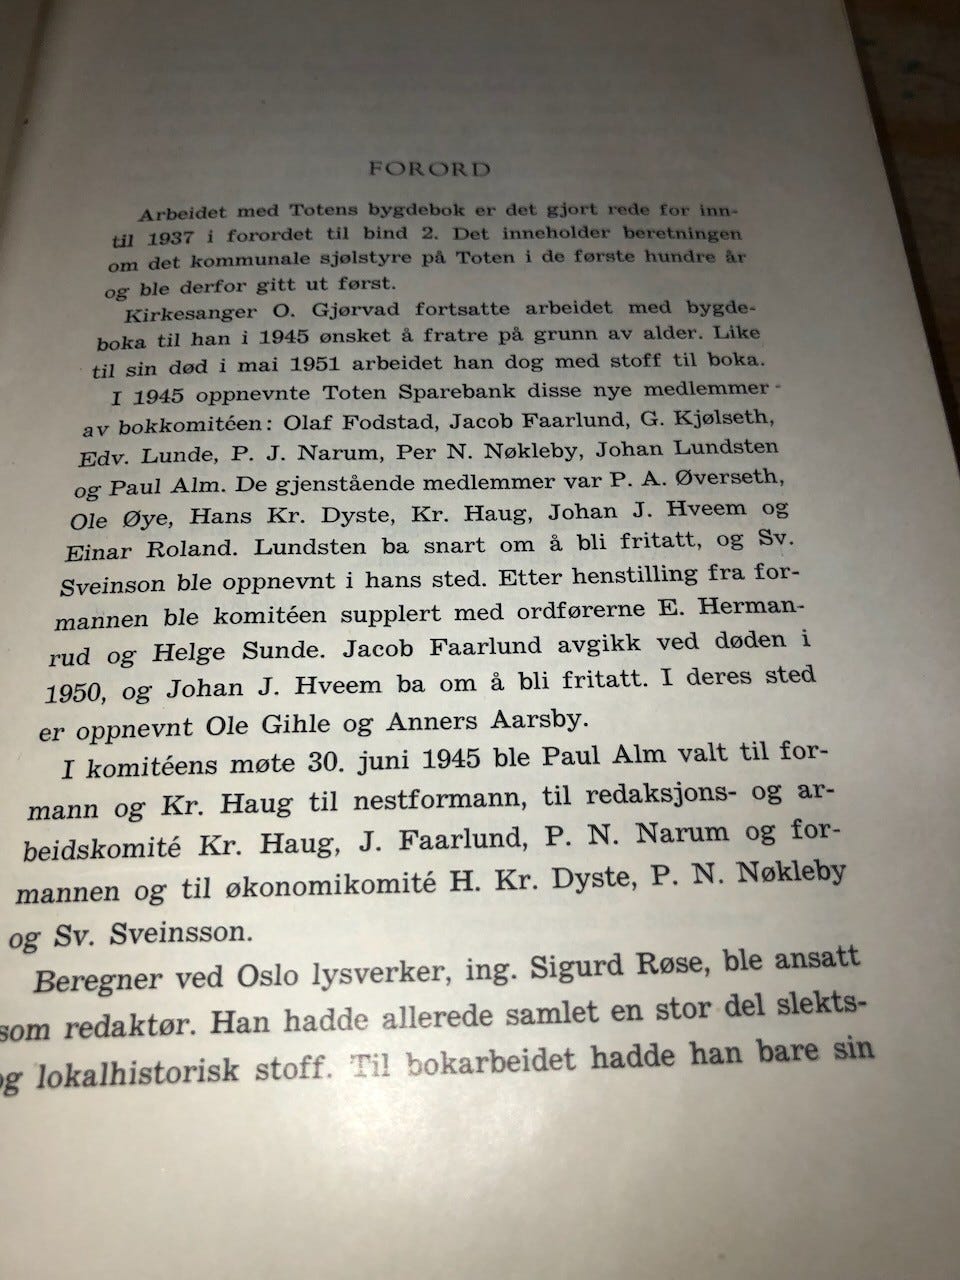 FORORD
Arbeidet med Totens bygdebok er det gjort rede for inn-
til 1937 i forordet til bind 2. Det inneholder beretningen
om det kommunale sjølstyre på Toten i de første hundre år
og ble derfor gitt ut først.
Kirkesanger O. Gjørvad fortsatte arbeidet med bygde-
boka til han i 1945 ønsket å fratre på grunn av alder. Like
til sin død i mai 1951 arbeidet han dog med stoff til boka.
I 1945 oppnevnte Toten Sparebank disse nye medlemmer
av bokkomitéen: Olaf Fodstad, Jacob Faarlund, G. Kjølseth,
Edv. Lunde, P. J. Narum, Per N. Nøkleby, Johan Lundsten
og Paul Alm. De gjenstående medlemmer var P. A. Øverseth,
Ole Øye, Hans Kr. Dyste, Kr. Haug, Johan J. Hveem og
Einar Roland. Lundsten ba snart om å bli fritatt, og Sv.
Sveinson ble oppnevnt i hans sted. Etter henstilling fra for-
mannen ble komitéen supplert med ordførerne E. Herman-
rud og Helge Sunde. Jacob Faarlund avgikk ved døden i
1950, og Johan J. Hveem ba om å bli fritatt. I deres sted
er oppnevnt Ole Gihle og Anners Aarsby.
I komitéens møte 30. juni 1945 ble Paul Alm valt til for-
mann og Kr. Haug til nestformann, til redaksjons- og ar-
beidskomité Kr. Haug, J. Faarlund, P. N. Narum og for-
mannen og til økonomikomité H. Kr. Dyste, P. N. Nøkleby
og Sv. Sveinsson.
Beregner ved Oslo lysverker, ing. Sigurd Røse, ble ansatt
som redaktør. Han hadde allerede samlet en stor del slekts-
og lokalhistorisk stoff. Til bokarbeidet hadde han bare sin